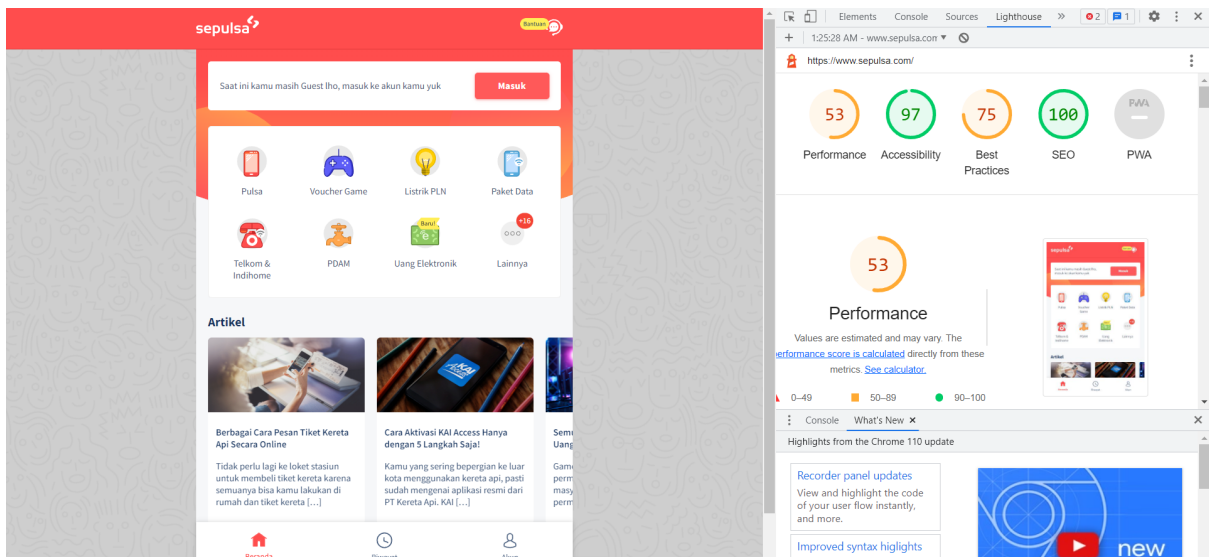 sepulsa
Bantuan
Saat ini kamu masih Guest lho, masuk ke akun kamu yuk
Masuk
Pulsa
Voucher Game
Listrik PLN
Paket Data
Baru!
+16
Telkom &
Indihome
PDAM
Uang Elektronik
Lainnya
Artikel
KAI
Access
Berbagai Cara Pesan Tiket Kereta
Api Secara Online
Tidak perlu lagi ke loket stasiun
untuk membeli tiket kereta karena
semuanya bisa kamu lakukan di
rumah dan tiket kereta […]
Cara Aktivasi KAI Access Hanya
dengan 5 Langkah Saja!
Kamu yang sering bepergian ke luar
kota menggunakan kereta api, pasti
sudah mengenai aplikasi resmi dari
PT Kereta Api. KAI […]
Beranda
Elements Console Sources Lighthouse » 2 1
1:25:28 AM - www.sepulsa.com
https://www.sepulsa.com/
53 97 75 100 PWA
Performance Accessibility Best
Practices SEO PWA
53
Performance
Values are estimated and may vary. The
performance score is calculated directly from these
metrics. See calculator.
0–49 50–89 90–100
Console What's New
Highlights from the Chrome 110 update
Recorder panel updates
View and highlight the code
of your user flow instantly,
and more.
Improved syntax higlights
new